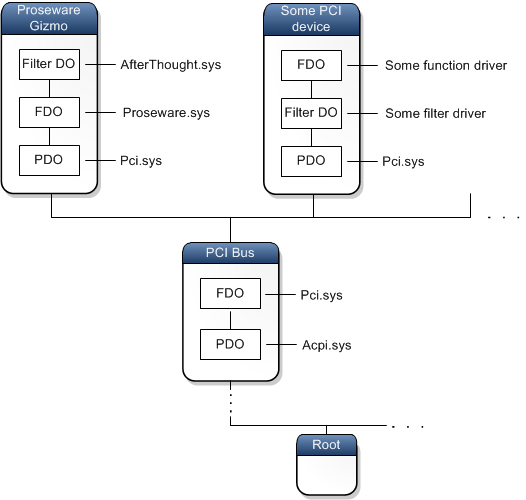 Proseware
Gizmo
Filter DO
AfterThought.sys
FDO
Proseware.sys
PDO
Pci.sys
Some PCI
device
FDO
Some function driver
Filter DO
Some filter driver
PDO
Pci.sys
. . .
PCI Bus
FDO
Pci.sys
PDO
Acpi.sys
. . .
Root